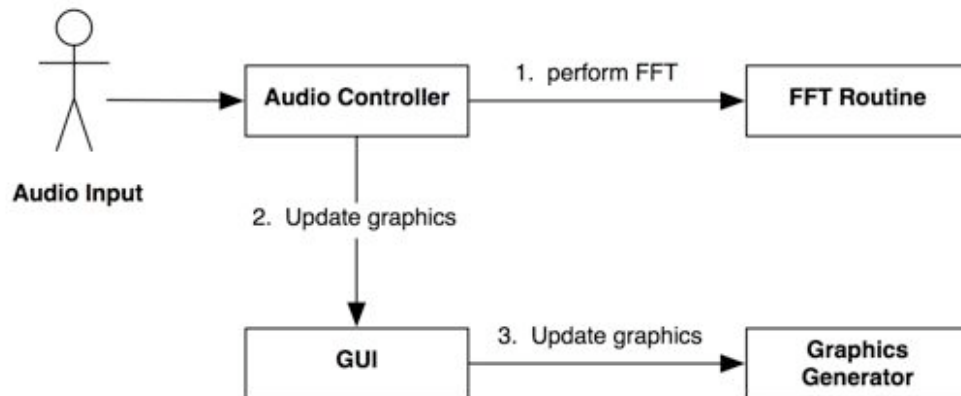 1. perform FFT
Audio Controller
FFT Routine
Audio Input
2. Update graphics
3. Update graphics
GUI
Graphics
Generator